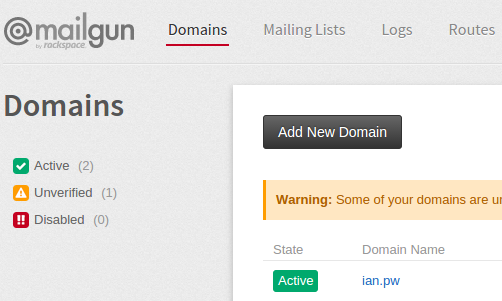 @mailgun
by rackspace
Domains Mailing Lists Logs Routes
Domains
Active (2)
Unverified (1)
Disabled (0)
Add New Domain
Warning: Some of your domains are un
State Domain Name
Active ian.pw